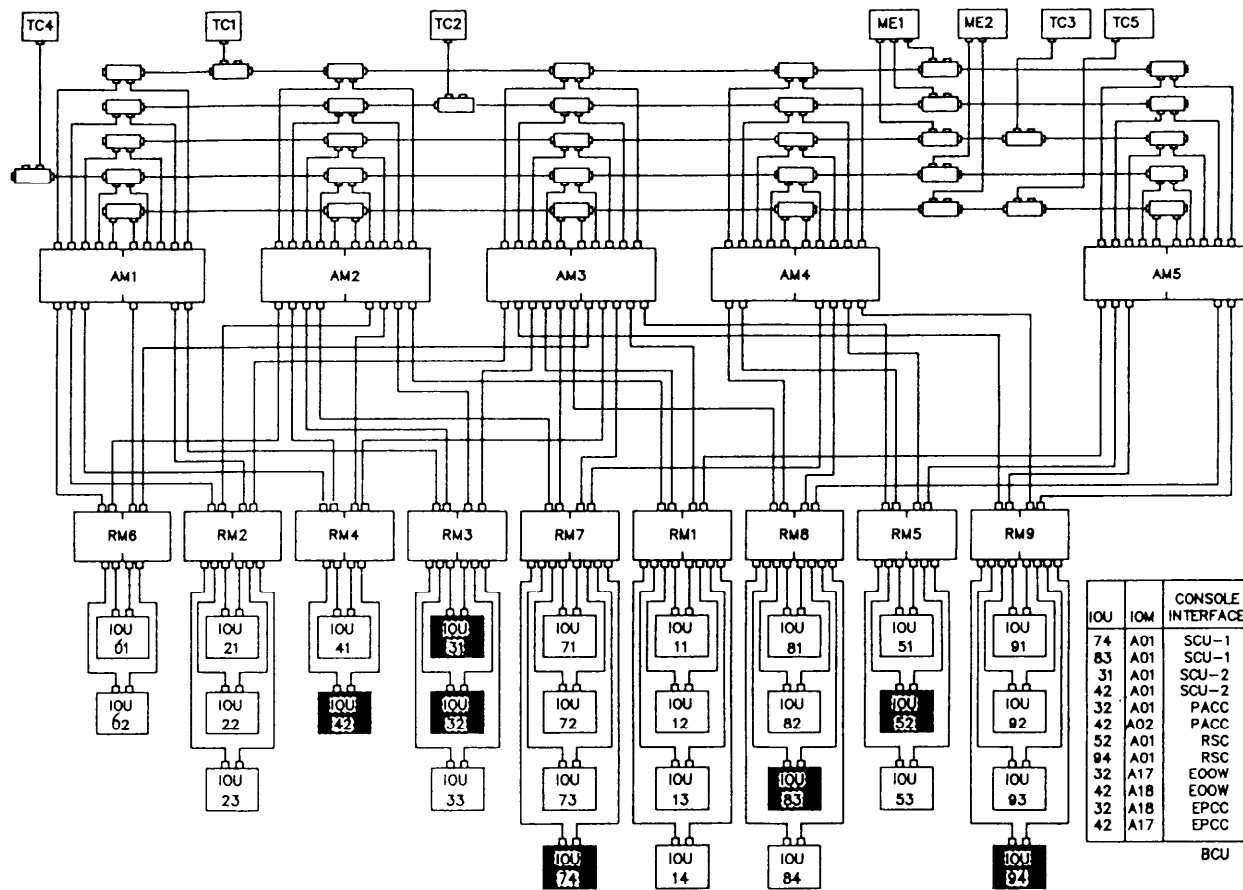 TC4 TC1 TC2 ME1 ME2 TC3 TC5
AM1 AM2 AM3 AM4 AM5
RM6 RM2 RM4 RM3 RM7 RM1 RM8 RM5 RM9
IOU IOU IOU IOU IOU IOU IOU IOU IOU
61 21 41 31 71 11 81 51 91
IOU IOU IOU IOU IOU IOU IOU IOU IOU
62 22 42 32 72 12 82 52 92
IOU IOU IOU IOU IOU IOU IOU
23 33 73 13 83 53 93
IOU IOU IOU IOU
74 14 84 94
CONSOLE
IOU IOM INTERFACE
74 A01 SCU-1
83 A01 SCU-1
31 A01 SCU-2
42 A01 SCU-2
32 A01 PACC
42 A02 PACC
52 A01 RSC
94 A01 RSC
32 A17 EOOW
42 A18 EOOW
32 A18 EPCC
42 A17 EPCC
BCU